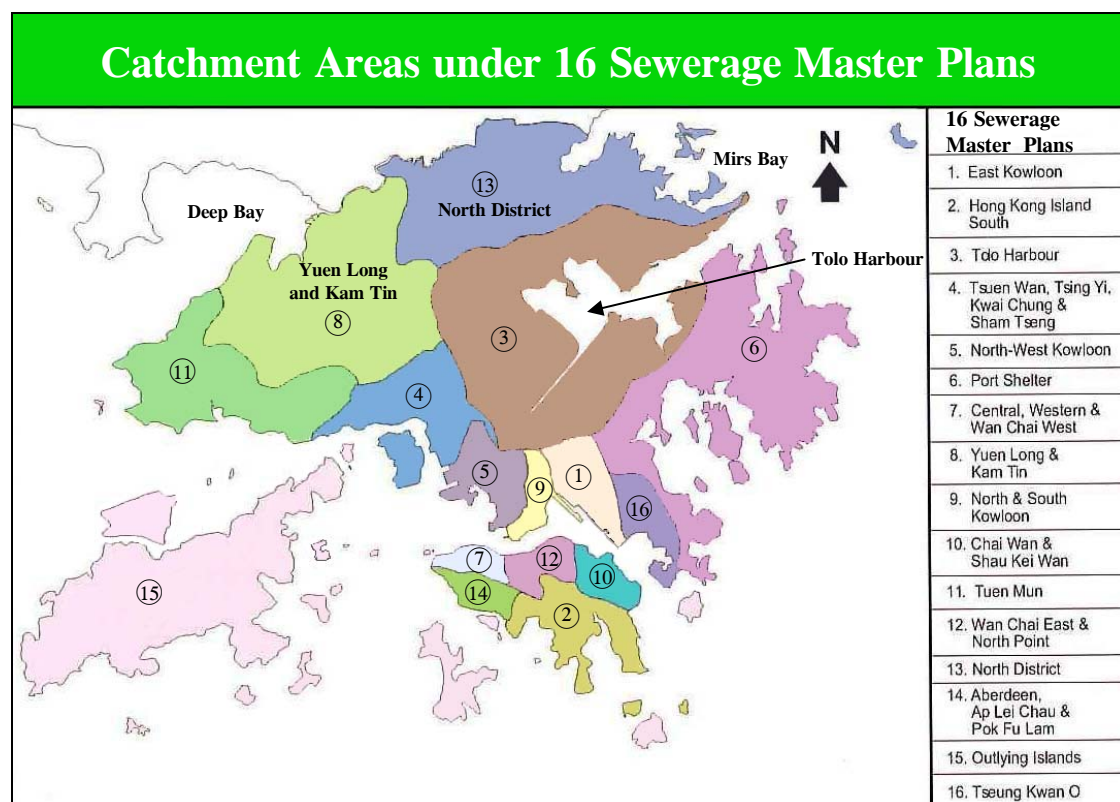 Catchment Areas under 16 Sewerage Master Plans
N
Mirs Bay
13
North District
Deep Bay
Tolo Harbour
Yuen Long
and Kam Tin
8
3
6
11
4
5
9
1
16
7
12
10
15
14
2
16 Sewerage
Master Plans
1. East Kowloon
2. Hong Kong Island
South
3. Tolo Harbour
4. Tsuen Wan, Tsing Yi,
Kwai Chung &
Sham Tseng
5. North-West Kowloon
6. Port Shelter
7. Central, Western &
Wan Chai West
8. Yuen Long &
Kam Tin
9. North & South
Kowloon
10. Chai Wan &
Shau Kei Wan
11. Tuen Mun
12. Wan Chai East &
North Point
13. North District
14. Aberdeen,
Ap Lei Chau &
Pok Fu Lam
15. Outlying Islands
16. Tseung Kwan O